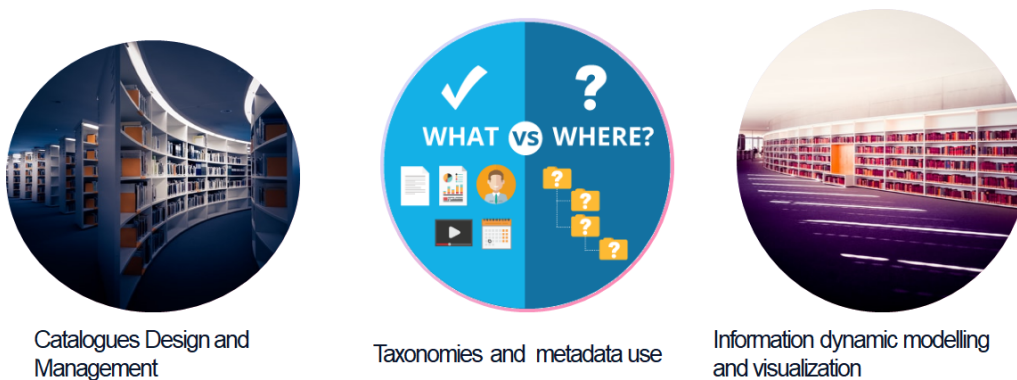 WHAT VS WHERE?
Catalogues Design and
Management
Taxonomies and metadata use
Information dynamic modelling
and visualization